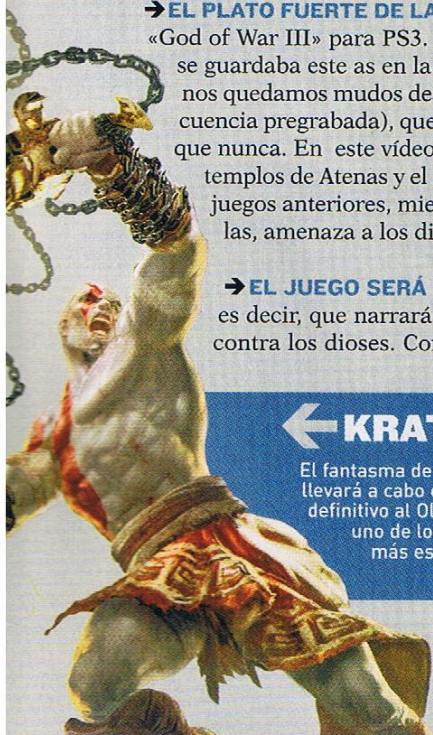 ➔EL PLATO FUERTE DE LA
«God of War III» para PS3.
se guardaba este as en la
nos quedamos mudos de
cuencia pregrabada), que
que nunca. En este vídeo
templos de Atenas y el
juegos anteriores, mie
las, amenaza a los di
➔EL JUEGO SERÁ
es decir, que narrará
contra los dioses. Co
KRAT
El fantasma de
llevará a cabo
definitivo al Ol
uno de lo
más es